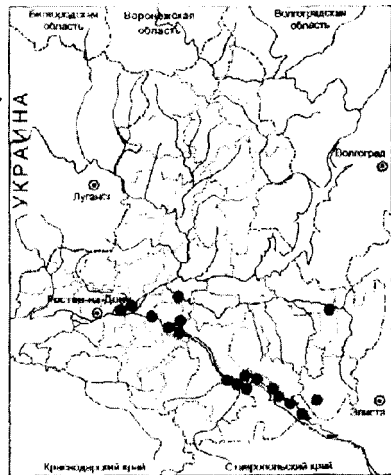 Белгородская Воронежская Волгоградская
область область область
УКРАИНА
Волгоград
Луганск
Ростов-на-Дону
Элиста
Краснодарский край Ставропольский край